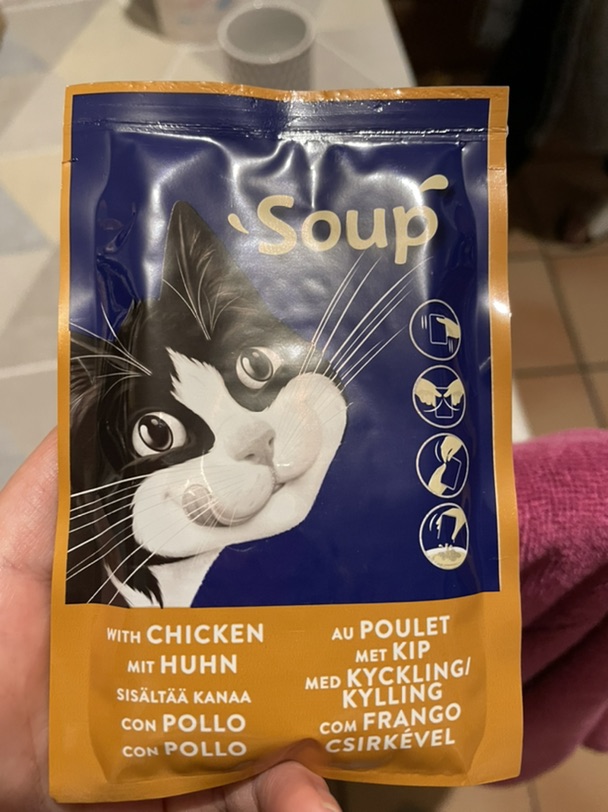 Soup
WITH CHICKEN
MIT HUHN
SISÄLTÄÄ KANAA
CON POLLO
CON POLLO
AU POULET
MET KIP
MED KYCKLING/
KYLLING
COM FRANGO
CSIRKÉVEL